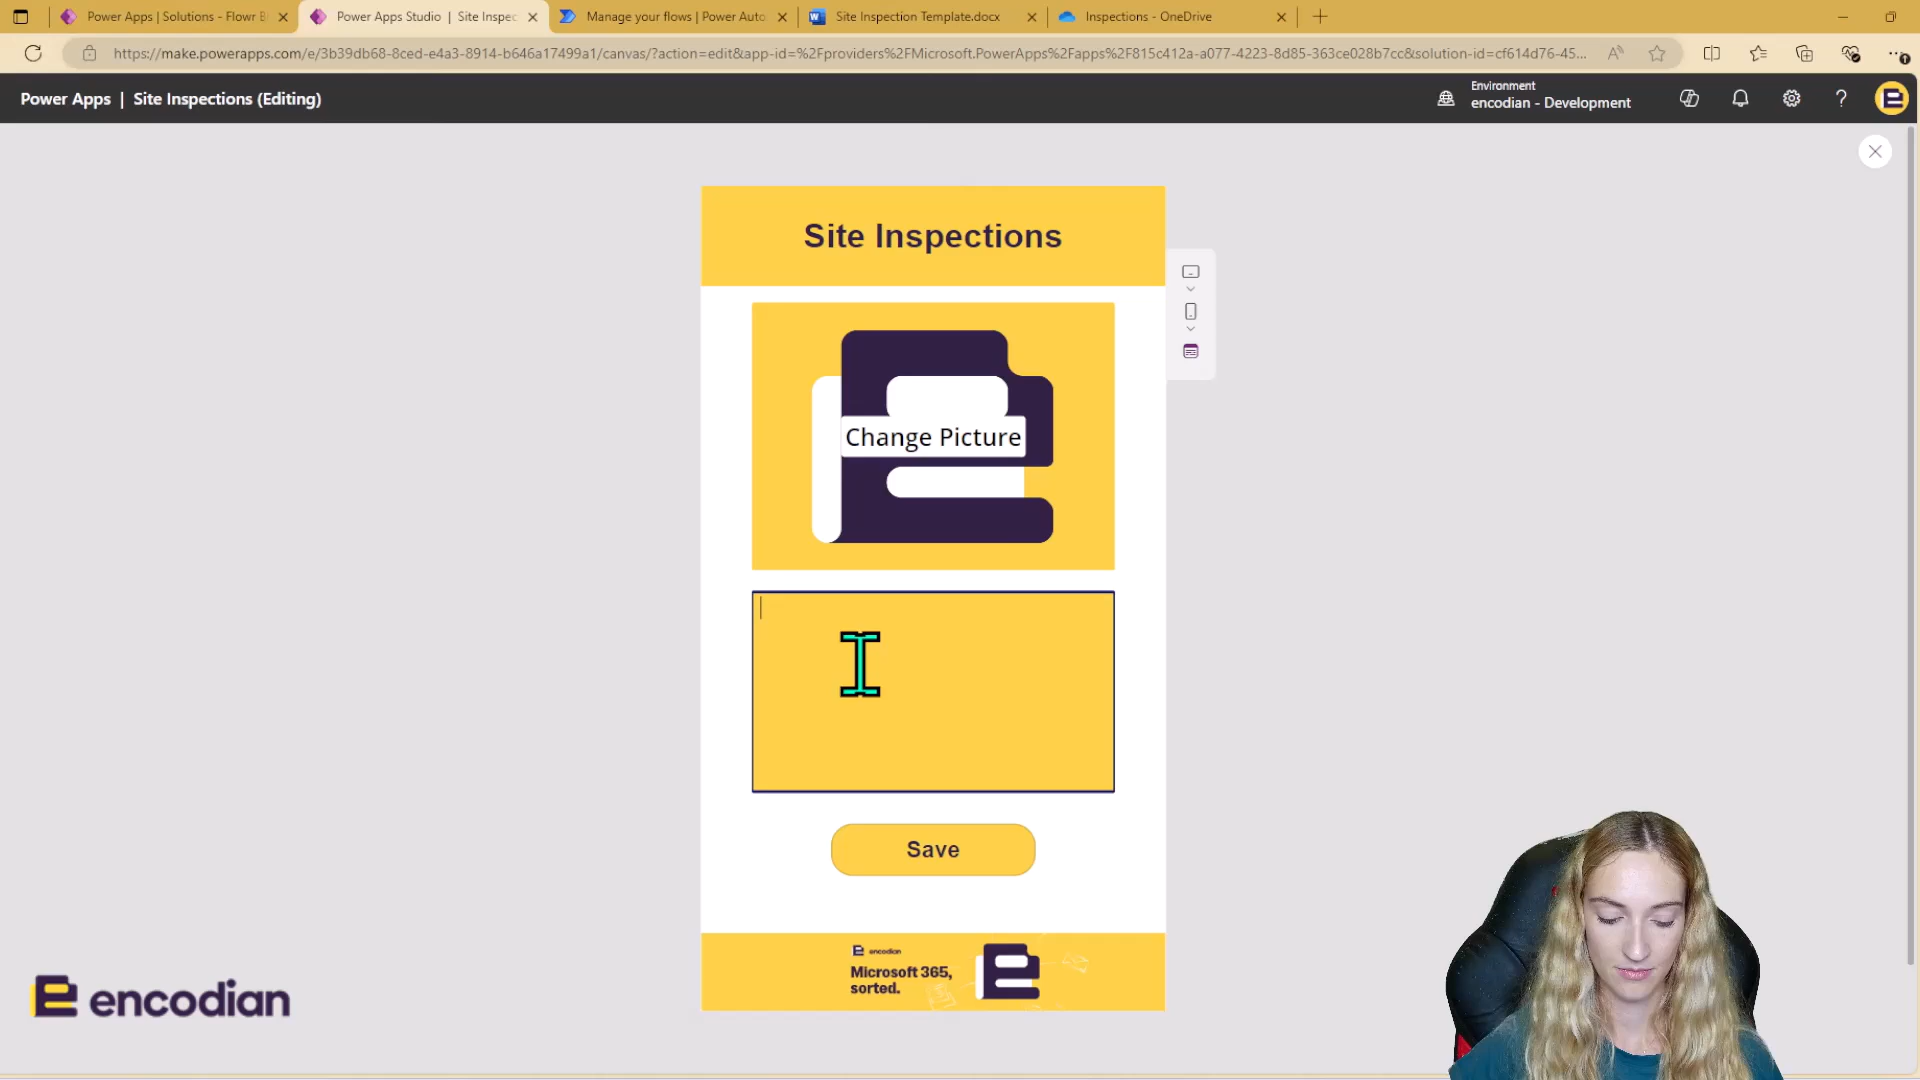 Power Apps | Solutions - Flowr B
Power Apps Studio | Site Inspec
Manage your flows | Power Auto
Site Inspection Template.docx
Inspections - OneDrive
https://make.powerapps.com/e/3b39db68-8ced-e4a3-8914-b646a17499a1/canvas/?action=edit&app-id=%2Fproviders%2FMicrosoft.PowerApps%2Fapps%2F815c412a-a077-4223-8d85-363ce028b7cc&solution-id=cf614d76-45...
Power Apps | Site Inspections (Editing)
Environment
encodian - Development
Site Inspections
Change Picture
Save
encodian
Microsoft 365,
sorted.
encodian